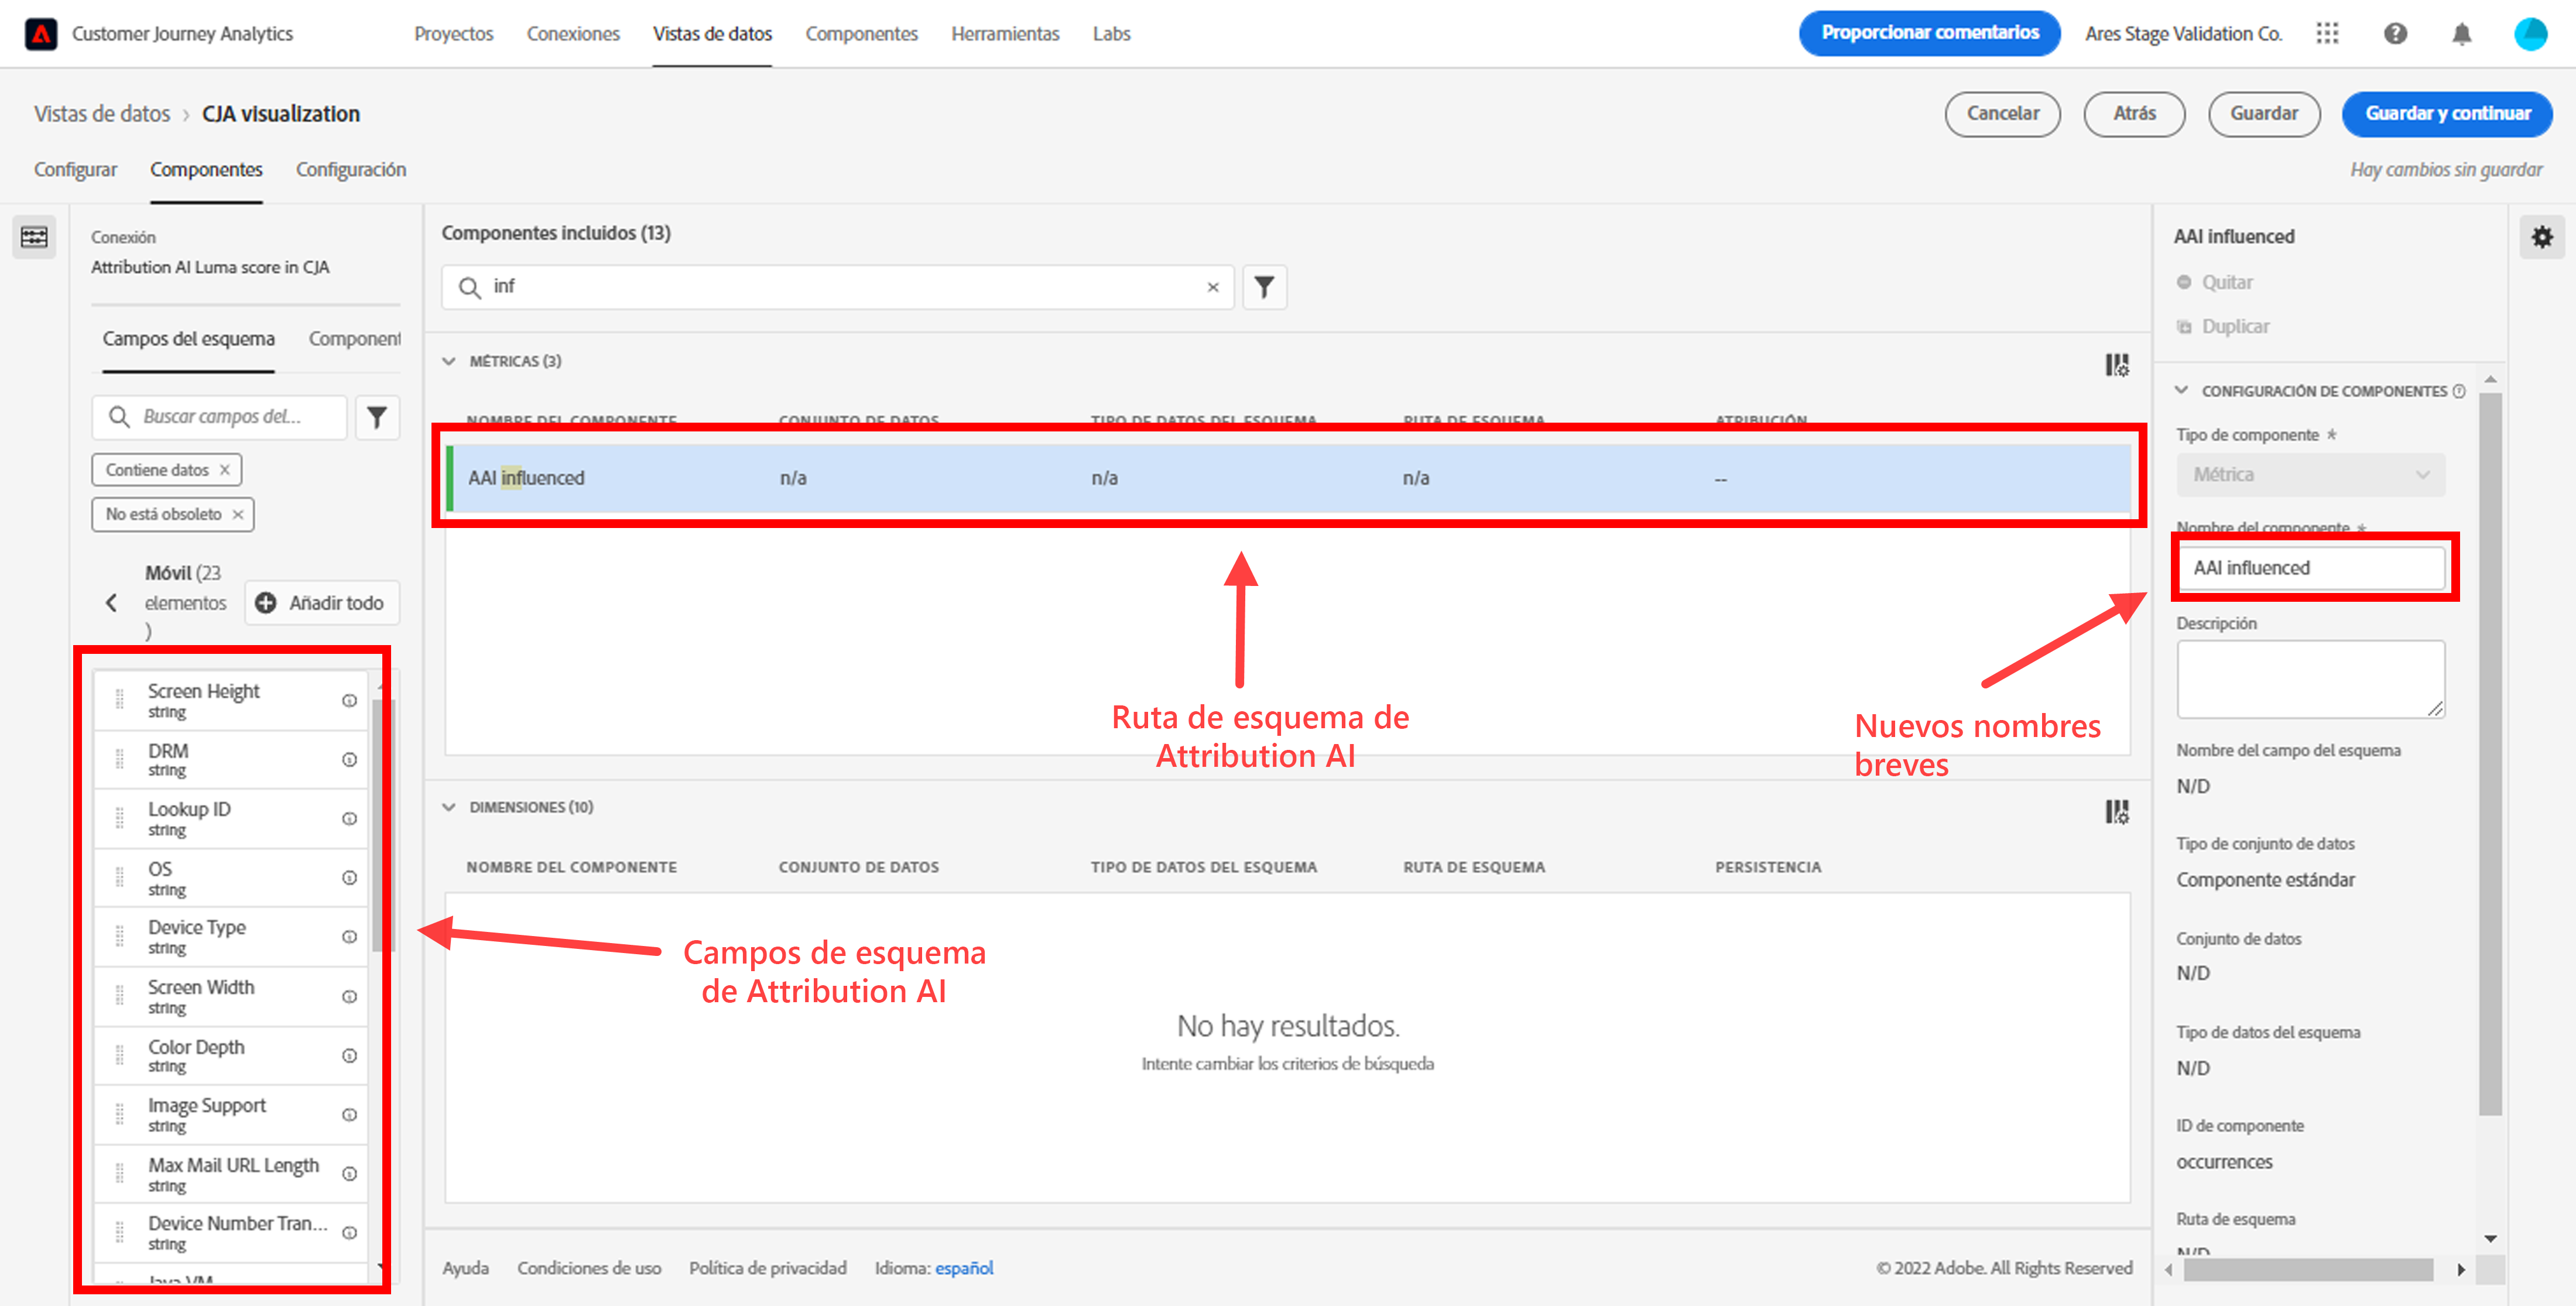 Customer Journey Analytics
Proyectos
Conexiones
Vistas de datos
Componentes
Herramientas
Labs
Proporcionar comentarios
Ares Stage Validation Co.
Vistas de datos › CJA visualization
Cancelar
Atrás
Guardar
Guardar y continuar
Configurar
Componentes
Configuración
Hay cambios sin guardar
Conexión
Attribution AI Luma score in CJA
Campos del esquema
Component
Buscar campos del...
Contiene datos ×
No está obsoleto ×
Móvil (23
elementos
)
Añadir todo
Screen Height
string
DRM
string
Lookup ID
string
OS
string
Device Type
string
Screen Width
string
Color Depth
string
Image Support
string
Max Mail URL Length
string
Device Number Tran...
string
Java VM
Componentes incluidos (13)
inf
MÉTRICAS (3)
NOMBRE DEL COMPONENTE
CONJUNTO DE DATOS
TIPO DE DATOS DEL ESQUEMA
RUTA DE ESQUEMA
ATRIBUCIÓN
AAI influenced
n/a
n/a
n/a
--
Ruta de esquema de
Attribution AI
Nuevos nombres
breves
Campos de esquema
de Attribution AI
DIMENSIONES (10)
NOMBRE DEL COMPONENTE
CONJUNTO DE DATOS
TIPO DE DATOS DEL ESQUEMA
RUTA DE ESQUEMA
PERSISTENCIA
No hay resultados.
Intente cambiar los criterios de búsqueda
AAI influenced
Quitar
Duplicar
CONFIGURACIÓN DE COMPONENTES
Tipo de componente *
Métrica
Nombre del componente *
AAI influenced
Descripción
Nombre del campo del esquema
N/D
Tipo de conjunto de datos
Componente estándar
Conjunto de datos
N/D
Tipo de datos del esquema
N/D
ID de componente
occurrences
Ruta de esquema
N/D
Ayuda
Condiciones de uso
Política de privacidad
Idioma: español
© 2022 Adobe. All Rights Reserved